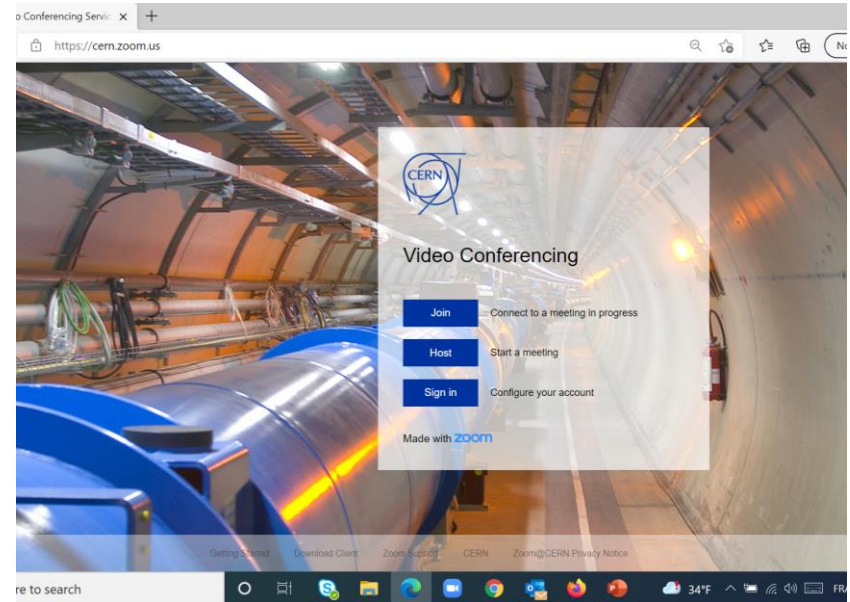 o Conferencing Servic
https://cern.zoom.us
No
CERN
Video Conferencing
Join Connect to a meeting in progress
Host Start a meeting
Sign in Configure your account
Made with zoom
Getting Started Download Client Zoom Support CERN Zoom@CERN Privacy Notice
re to search
34°F FRA